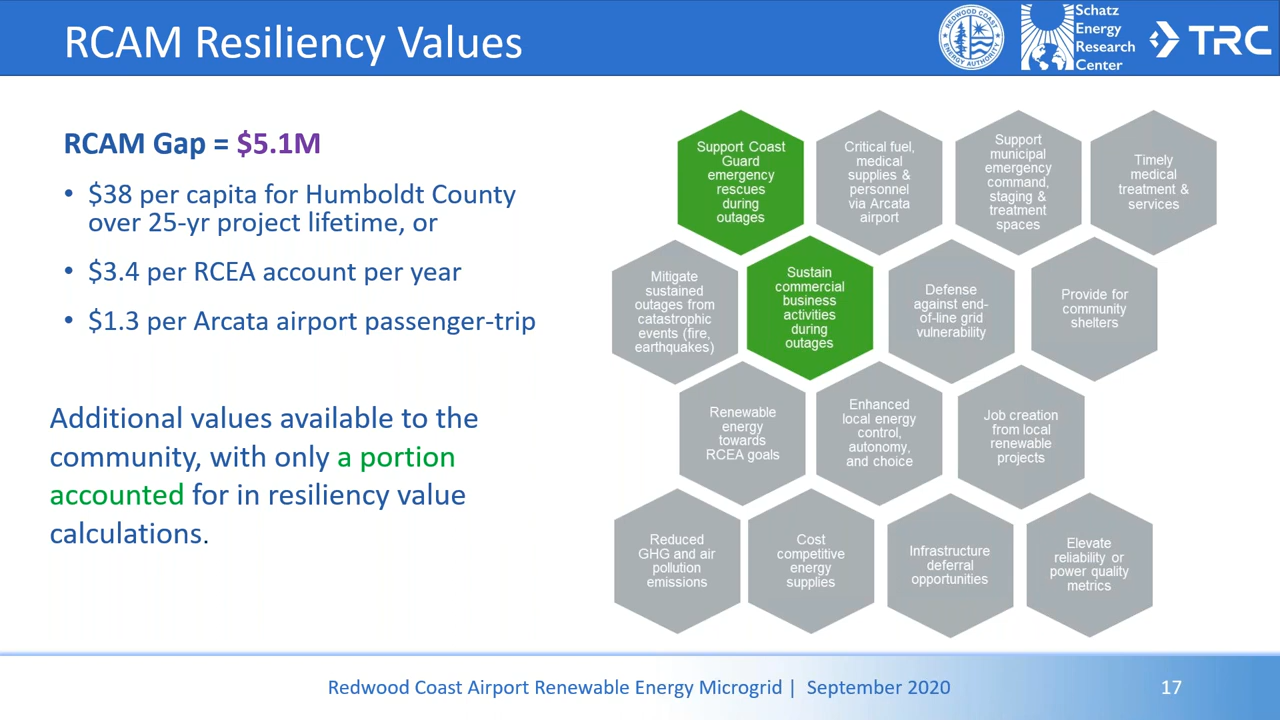 RCAM Resiliency Values
REDWOOD COAST
ENERGY AUTHORITY
Schatz
Energy
Research
Center
TRC
RCAM Gap = $5.1M
• $38 per capita for Humboldt County
over 25-yr project lifetime, or
• $3.4 per RCEA account per year
• $1.3 per Arcata airport passenger-trip
Additional values available to the
community, with only a portion
accounted for in resiliency value
calculations.
Support Coast
Guard
emergency
rescues
during
outages
Critical fuel,
medical
supplies &
personnel
via Arcata
airport
Support
municipal
emergency
command,
staging &
treatment
spaces
Timely
medical
treatment &
services
Mitigate
sustained
outages from
catastrophic
events (fire,
earthquakes)
Sustain
commercial
business
activities
during
outages
Defense
against end-
of-line grid
vulnerability
Provide for
community
shelters
Renewable
energy
towards
RCEA goals
Enhanced
local energy
control,
autonomy,
and choice
Job creation
from local
renewable
projects
Reduced
GHG and air
pollution
emissions
Cost
competitive
energy
supplies
Infrastructure
deferral
opportunities
Elevate
reliability or
power quality
metrics
Redwood Coast Airport Renewable Energy Microgrid | September 2020
17